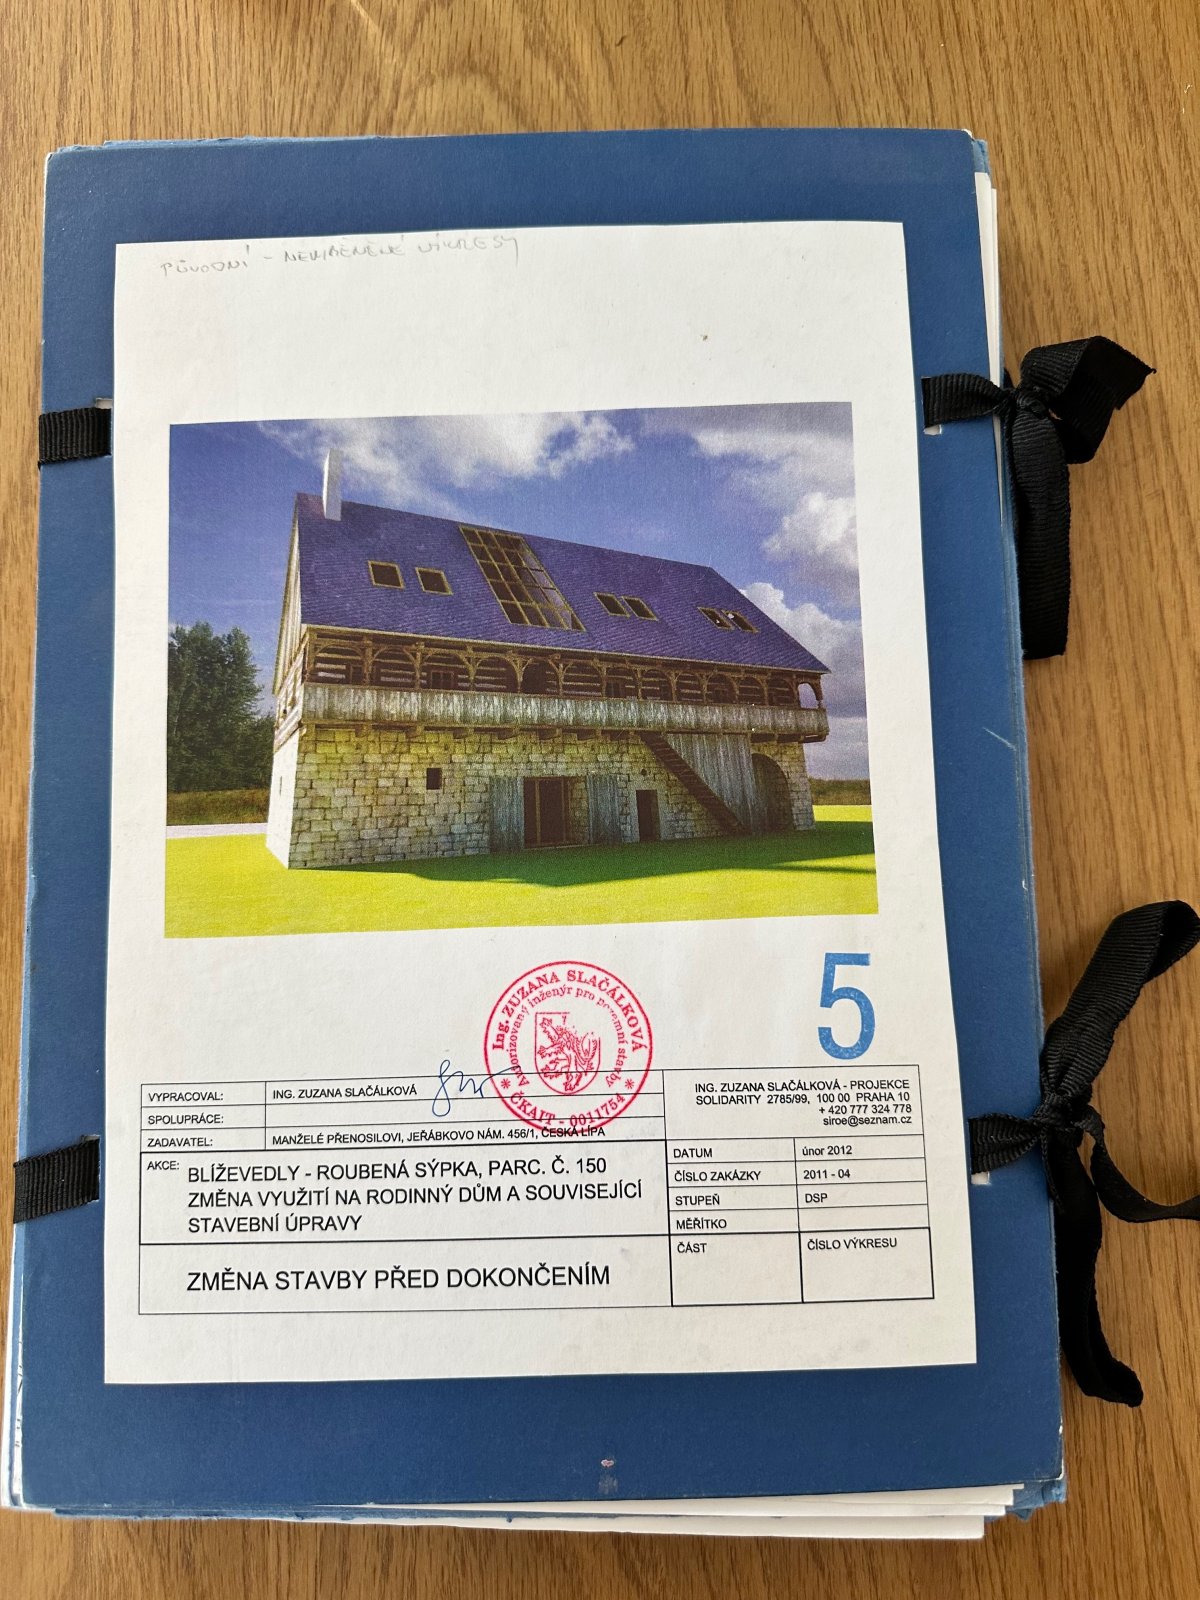 PŮVODNÍ - NEMĚNĚNÉ VÝKRESY
5
Ing. ZUZANA SLAČÁLKOVÁ
Autorizovaný inženýr pro pozemní stavby
ČKAIT - 0011754
VYPRACOVAL: ING. ZUZANA SLAČÁLKOVÁ
SPOLUPRÁCE:
ZADAVATEL: MANŽELÉ PŘENOSILOVI, JEŘÁBKOVO NÁM. 456/1, ČESKÁ LÍPA
AKCE: BLÍŽEVEDLY - ROUBENÁ SÝPKA, PARC. Č. 150
ZMĚNA VYUŽITÍ NA RODINNÝ DŮM A SOUVISEJÍCÍ
STAVEBNÍ ÚPRAVY
ZMĚNA STAVBY PŘED DOKONČENÍM
ING. ZUZANA SLAČÁLKOVÁ - PROJEKCE
SOLIDARITY 2785/99, 100 00 PRAHA 10
+ 420 777 324 778
siroe@seznam.cz
DATUM únor 2012
ČÍSLO ZAKÁZKY 2011 - 04
STUPEŇ DSP
MĚŘÍTKO
ČÁST ČÍSLO VÝKRESU